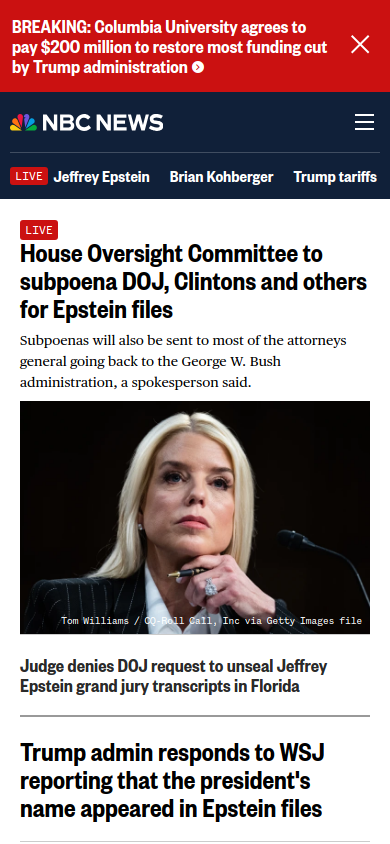 BREAKING: Columbia University agrees to
pay $200 million to restore most funding cut
by Trump administration
NBC NEWS
LIVE Jeffrey Epstein Brian Kohberger Trump tariffs
LIVE
House Oversight Committee to
subpoena DOJ, Clintons and others
for Epstein files
Subpoenas will also be sent to most of the attorneys
general going back to the George W. Bush
administration, a spokesperson said.
Tom Williams / CQ-Roll Call, Inc via Getty Images file
Judge denies DOJ request to unseal Jeffrey
Epstein grand jury transcripts in Florida
Trump admin responds to WSJ
reporting that the president's
name appeared in Epstein files